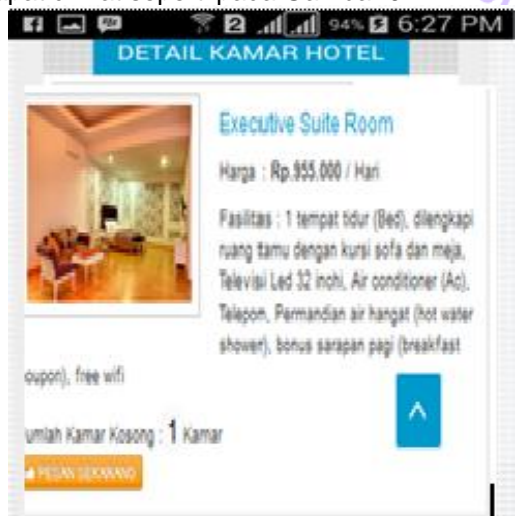 94% 6:27 PM
DETAIL KAMAR HOTEL
Executive Suite Room
Harga : Rp.955.000 / Hari
Fasilitas : 1 tempat tidur (Bed), dilengkapi
ruang tamu dengan kursi sofa dan meja,
Televisi Led 32 inchi, Air conditioner (Ac),
Telepon, Permandian air hangat (hot water
shower), bonus sarapan pagi (breakfast
oupon), free wifi
umlah Kamar Kosong : 1 Kamar
PESAN SEKARANG